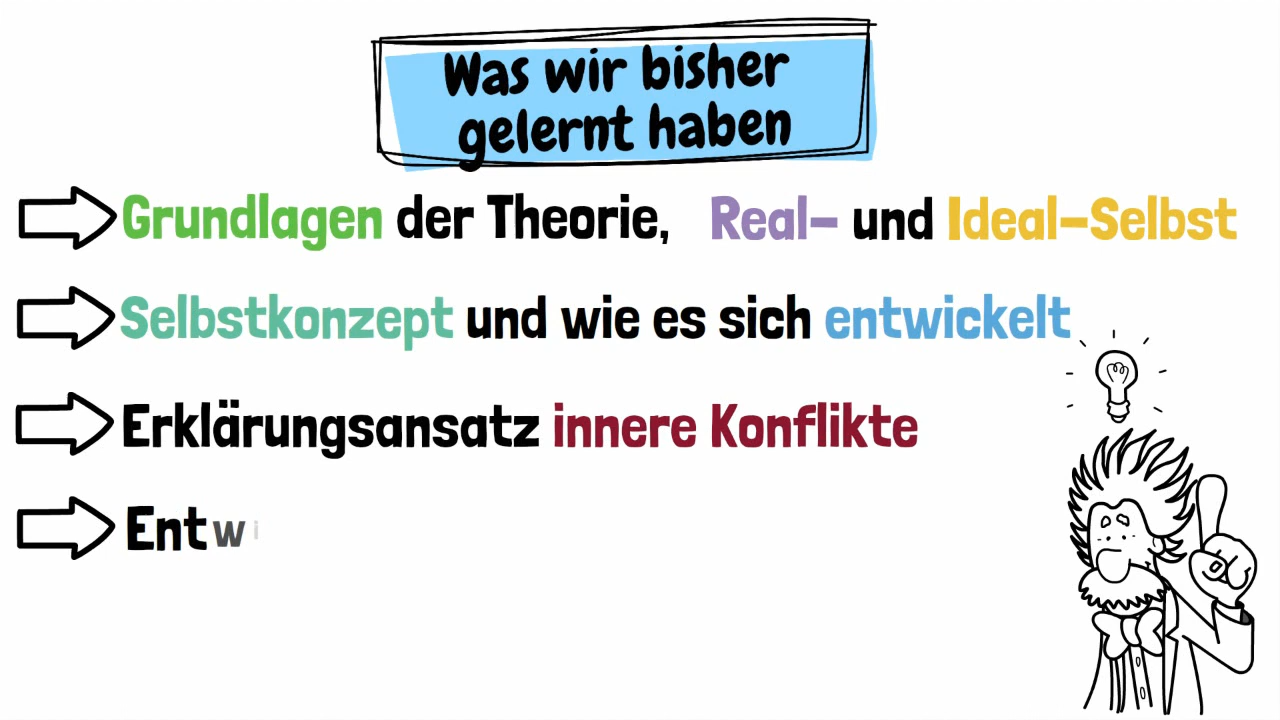 Was wir bisher
gelernt haben
Grundlagen der Theorie, Real- und Ideal-Selbst
Selbstkonzept und wie es sich entwickelt
Erklärungsansatz innere Konflikte
Entwi